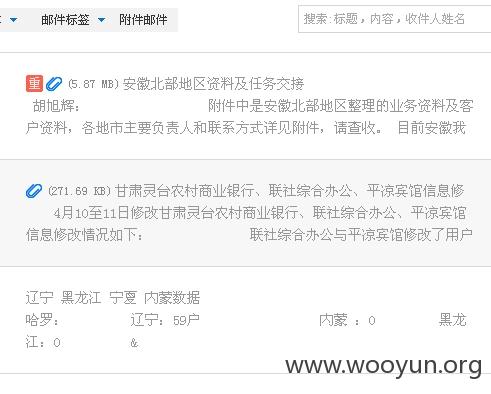 邮件标签 附件邮件 搜索:标题，内容，收件人姓名
重 (5.87 MB) 安徽北部地区资料及任务交接
胡旭辉： 附件中是安徽北部地区整理的业务资料及客
户资料，各地市主要负责人和联系方式详见附件，请查收。 目前安徽我
(271.69 KB) 甘肃灵台农村商业银行、联社综合办公、平凉宾馆信息修
4月10至11日修改甘肃灵台农村商业银行、联社综合办公、平凉宾馆
信息修改情况如下： 联社综合办公与平凉宾馆修改了用户
辽宁 黑龙江 宁夏 内蒙数据
哈罗： 辽宁：59户 内蒙 ：0 黑龙
江：0 &
www.wooyun.org